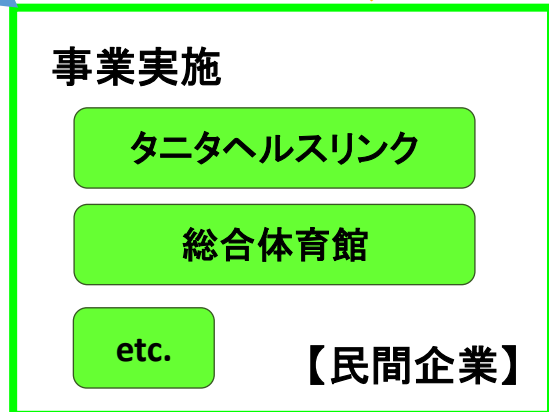 事業実施
タニタヘルスリンク
総合体育館
etc.
【民間企業】